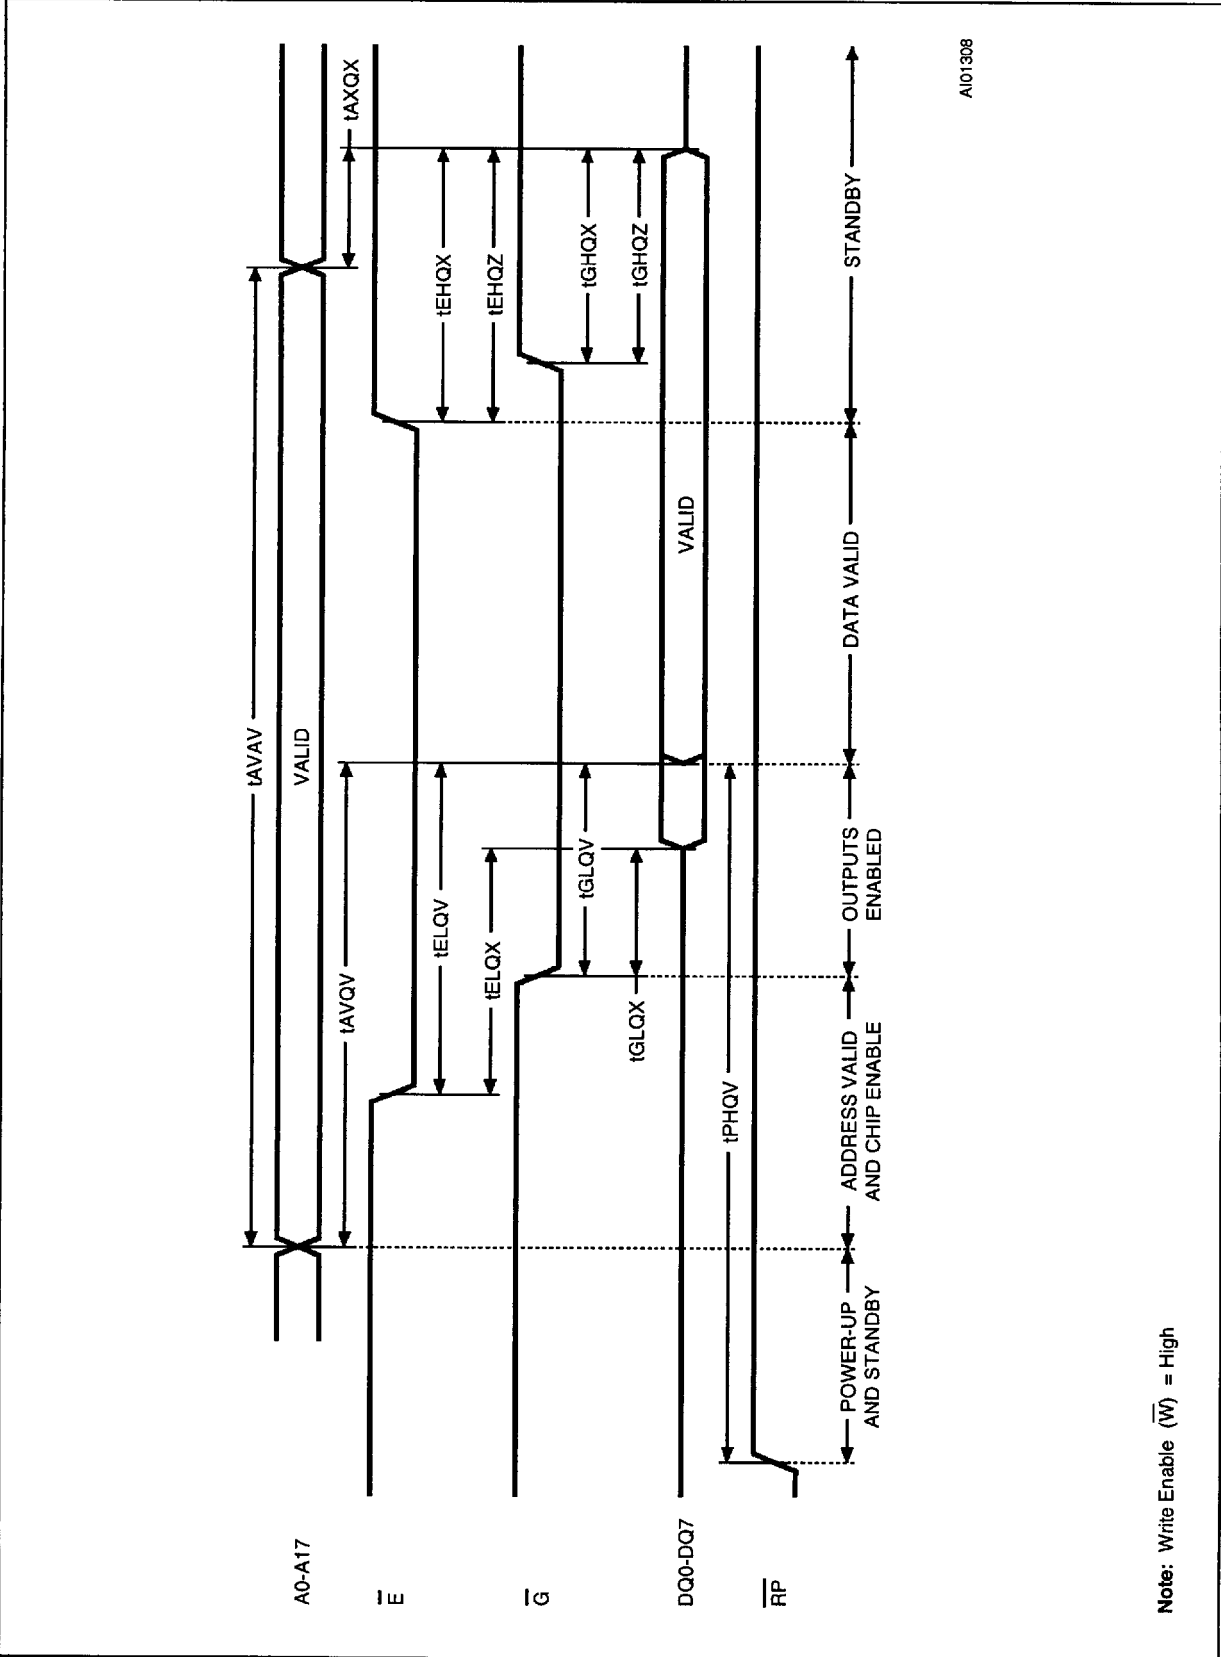 tAVAV
A0-A17
VALID
tAVQV
tAXQX
E
tELQV
tEHQX
tELQX
tEHQZ
G
tGLQV
tGHQX
tGLQX
tGHQZ
DQ0-DQ7
VALID
tPHQV
RP
POWER-UP
AND STANDBY
ADDRESS VALID
AND CHIP ENABLE
OUTPUTS
ENABLED
DATA VALID
STANDBY
AI01308
Note: Write Enable (W̅) = High